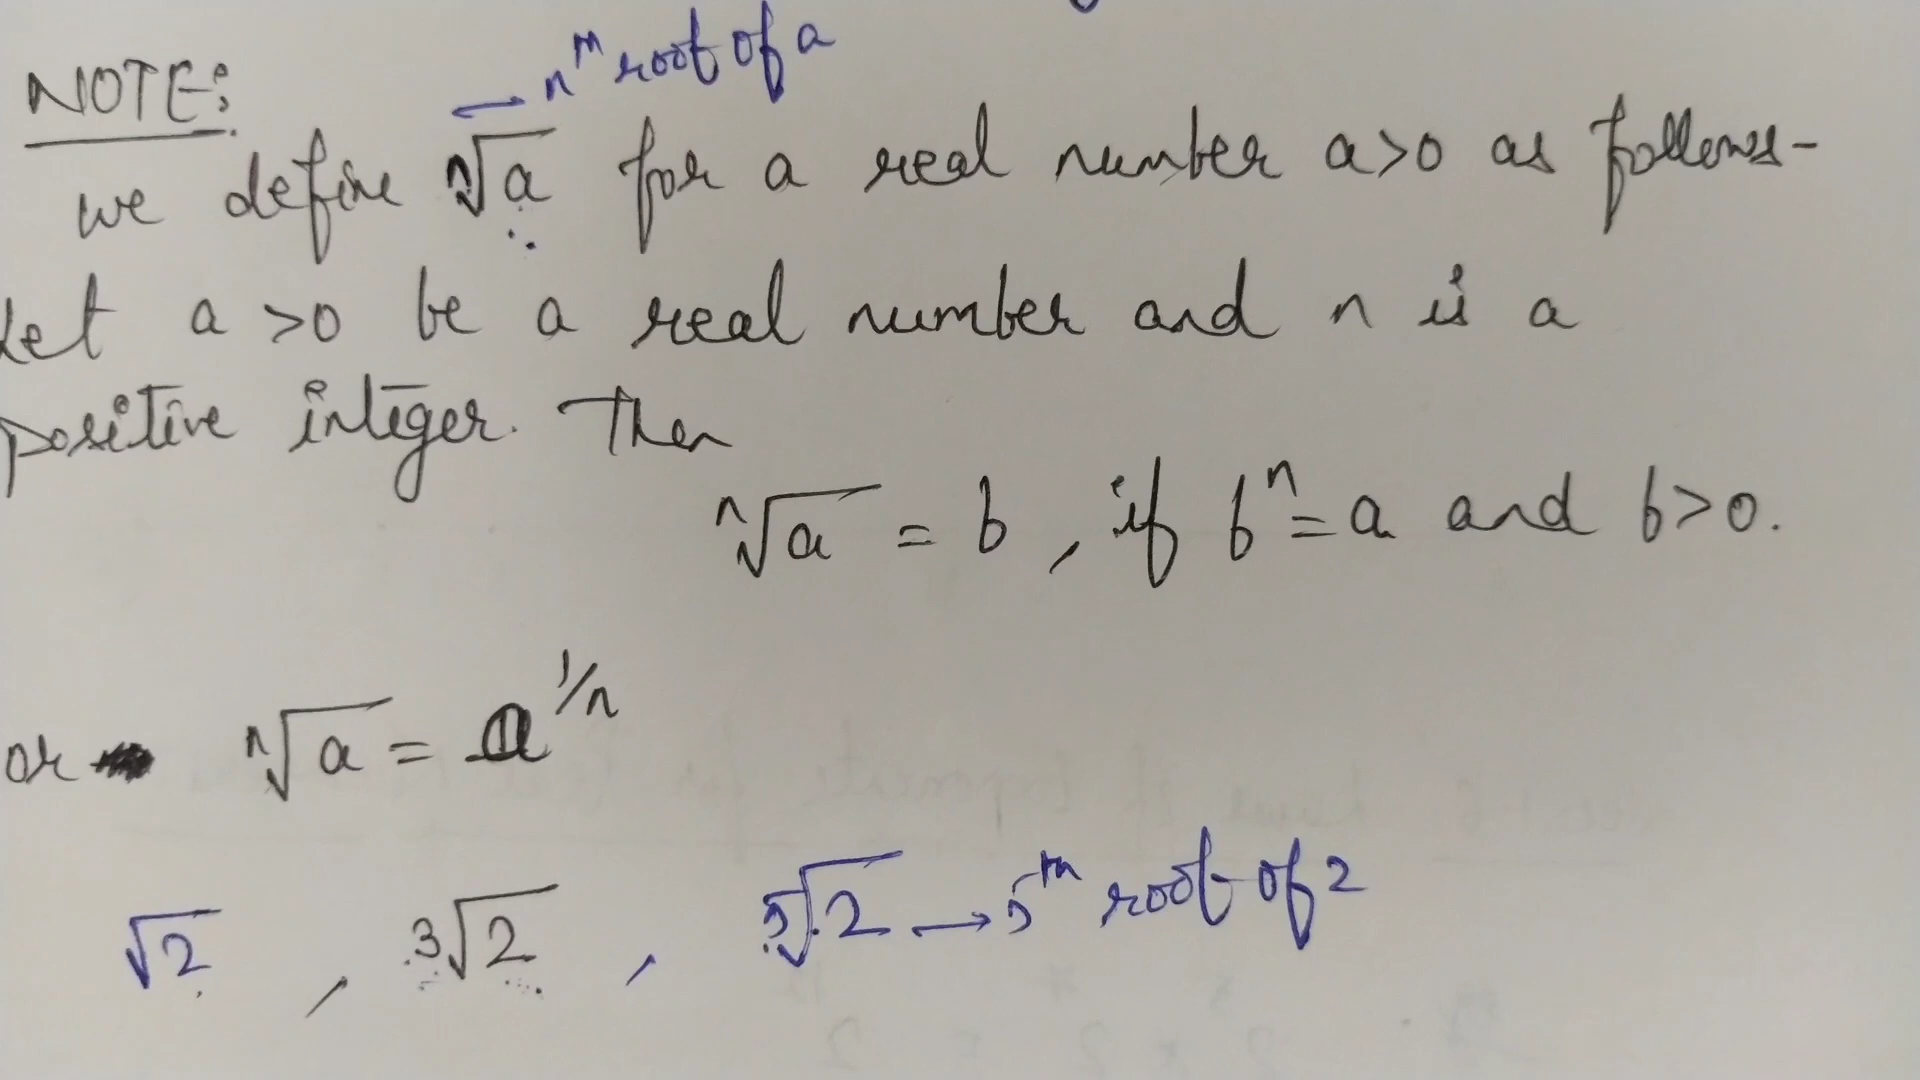 NOTE:
→ nth root of a
we define ⁿ√a for a real number a>0 as follows-
Let a >0 be a real number and n is a
positive integer. Then
ⁿ√a = b, if bⁿ = a and b>0.
or ⁿ√a = a^1/n
√2 , ³√2 , ⁵√2 → 5th root of 2